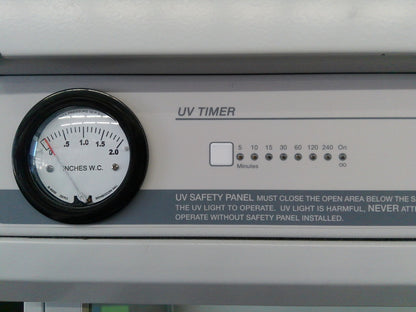 UV TIMER
0 .5 1.0 1.5 2.0
INCHES W.C.
5 10 15 30 60 120 240 On
Minutes ∞
UV SAFETY PANEL MUST CLOSE THE OPEN AREA BELOW THE S
THE UV LIGHT TO OPERATE. UV LIGHT IS HARMFUL, NEVER ATT
OPERATE WITHOUT SAFETY PANEL INSTALLED.